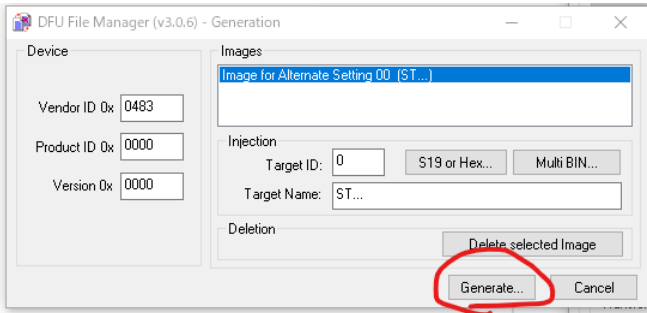 DFU File Manager (v3.0.6) - Generation
Device
Vendor ID 0x 0483
Product ID 0x 0000
Version 0x 0000
Images
Image for Alternate Setting 00 (ST...)
Injection
Target ID: 0 S19 or Hex... Multi BIN...
Target Name: ST...
Deletion
Delete selected Image
Generate... Cancel